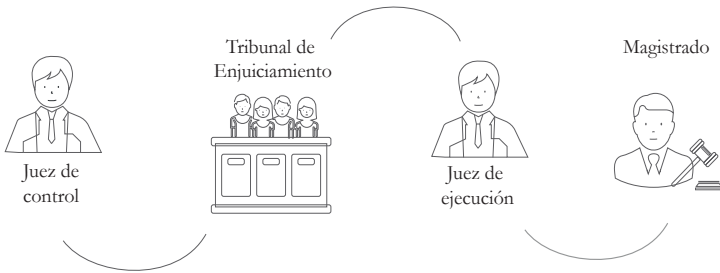 Juez de
control
Tribunal de
Enjuiciamiento
Juez de
ejecución
Magistrado